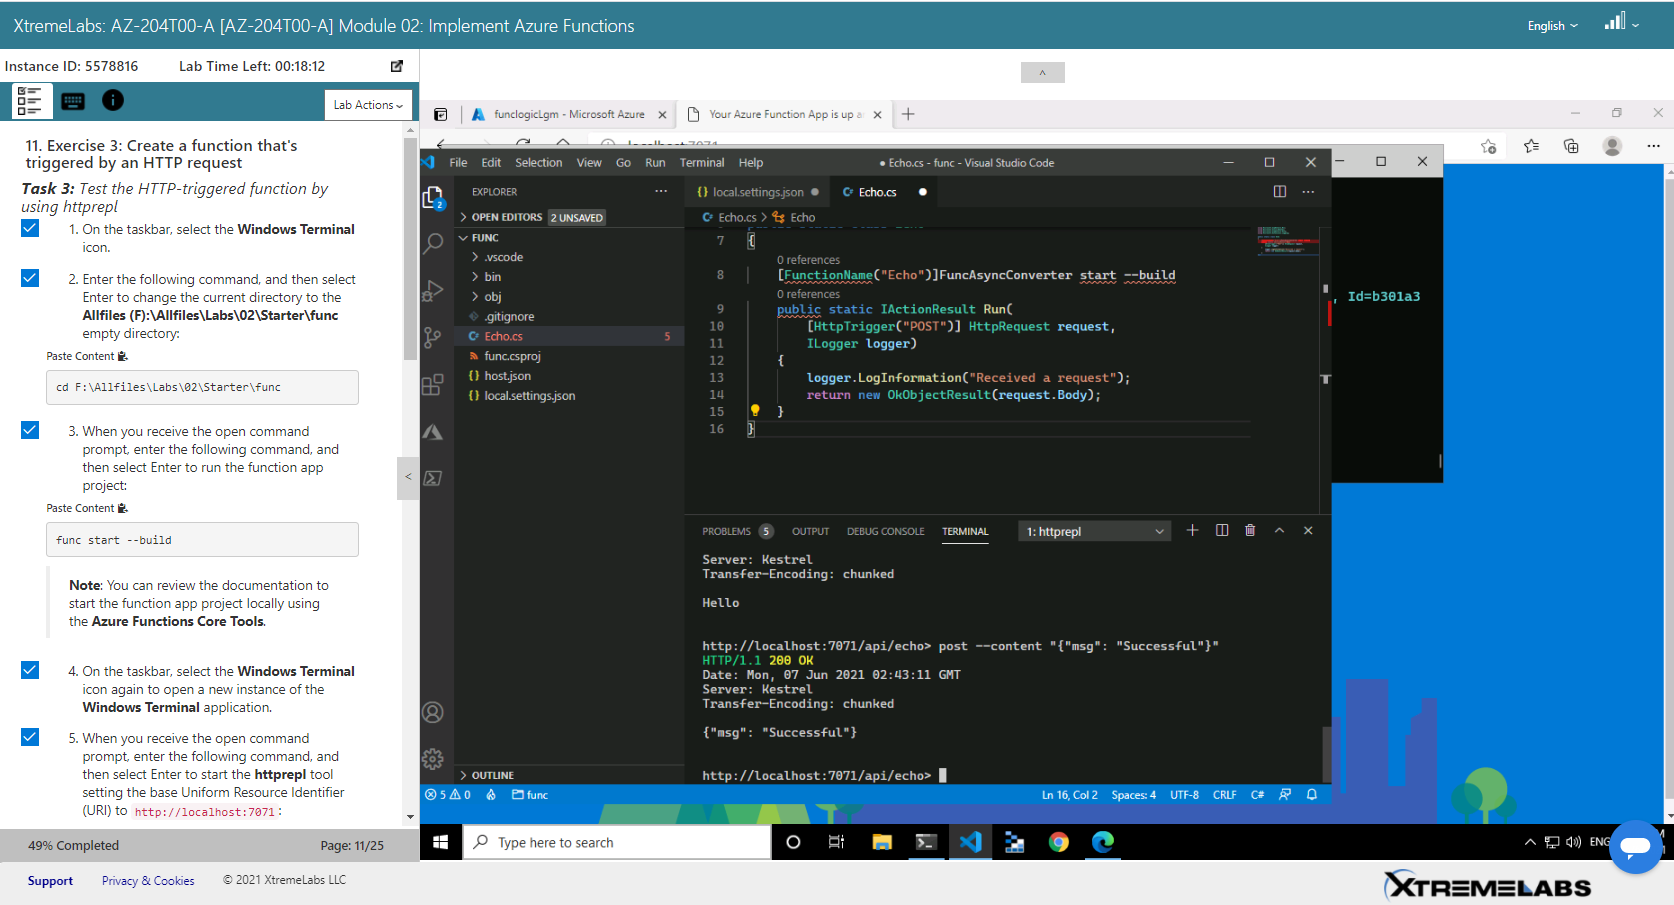 XtremeLabs: AZ-204T00-A [AZ-204T00-A] Module 02: Implement Azure Functions
English
Instance ID: 5578816
Lab Time Left: 00:18:12
Lab Actions
11. Exercise 3: Create a function that's
triggered by an HTTP request
Task 3: Test the HTTP-triggered function by
using httprepl
1. On the taskbar, select the Windows Terminal
icon.
2. Enter the following command, and then select
Enter to change the current directory to the
Allfiles (F):\Allfiles\Labs\02\Starter\func
empty directory:
Paste Content
cd F:\Allfiles\Labs\02\Starter\func
3. When you receive the open command
prompt, enter the following command, and
then select Enter to run the function app
project:
Paste Content
func start --build
Note: You can review the documentation to
start the function app project locally using
the Azure Functions Core Tools.
4. On the taskbar, select the Windows Terminal
icon again to open a new instance of the
Windows Terminal application.
5. When you receive the open command
prompt, enter the following command, and
then select Enter to start the httprepl tool
setting the base Uniform Resource Identifier
(URI) to http://localhost:7071:
49% Completed
Page: 11/25
Support
Privacy & Cookies
© 2021 XtremeLabs LLC
XTREMELABS
funclogicLgm - Microsoft Azure
Your Azure Function App is up a
localhost:7071
File Edit Selection View Go Run Terminal Help
● Echo.cs - func - Visual Studio Code
EXPLORER
OPEN EDITORS 2 UNSAVED
FUNC
.vscode
bin
obj
.gitignore
Echo.cs 5
func.csproj
host.json
local.settings.json
OUTLINE
2
local.settings.json
Echo.cs
Echo.cs > Echo
7 {
0 references
8 [FunctionName("Echo")]FuncAsyncConverter start --build
0 references
9 public static IActionResult Run(
10 [HttpTrigger("POST")] HttpRequest request,
11 ILogger logger)
12 {
13 logger.LogInformation("Received a request");
14 return new OkObjectResult(request.Body);
15 }
16 }
, Id=b301a3
PROBLEMS 5 OUTPUT DEBUG CONSOLE TERMINAL
1: httprepl
Server: Kestrel
Transfer-Encoding: chunked
Hello
http://localhost:7071/api/echo> post --content "{"msg": "Successful"}"
HTTP/1.1 200 OK
Date: Mon, 07 Jun 2021 02:43:11 GMT
Server: Kestrel
Transfer-Encoding: chunked
{"msg": "Successful"}
http://localhost:7071/api/echo>
5 0
func
Ln 16, Col 2 Spaces: 4 UTF-8 CRLF C#
Type here to search
ENG